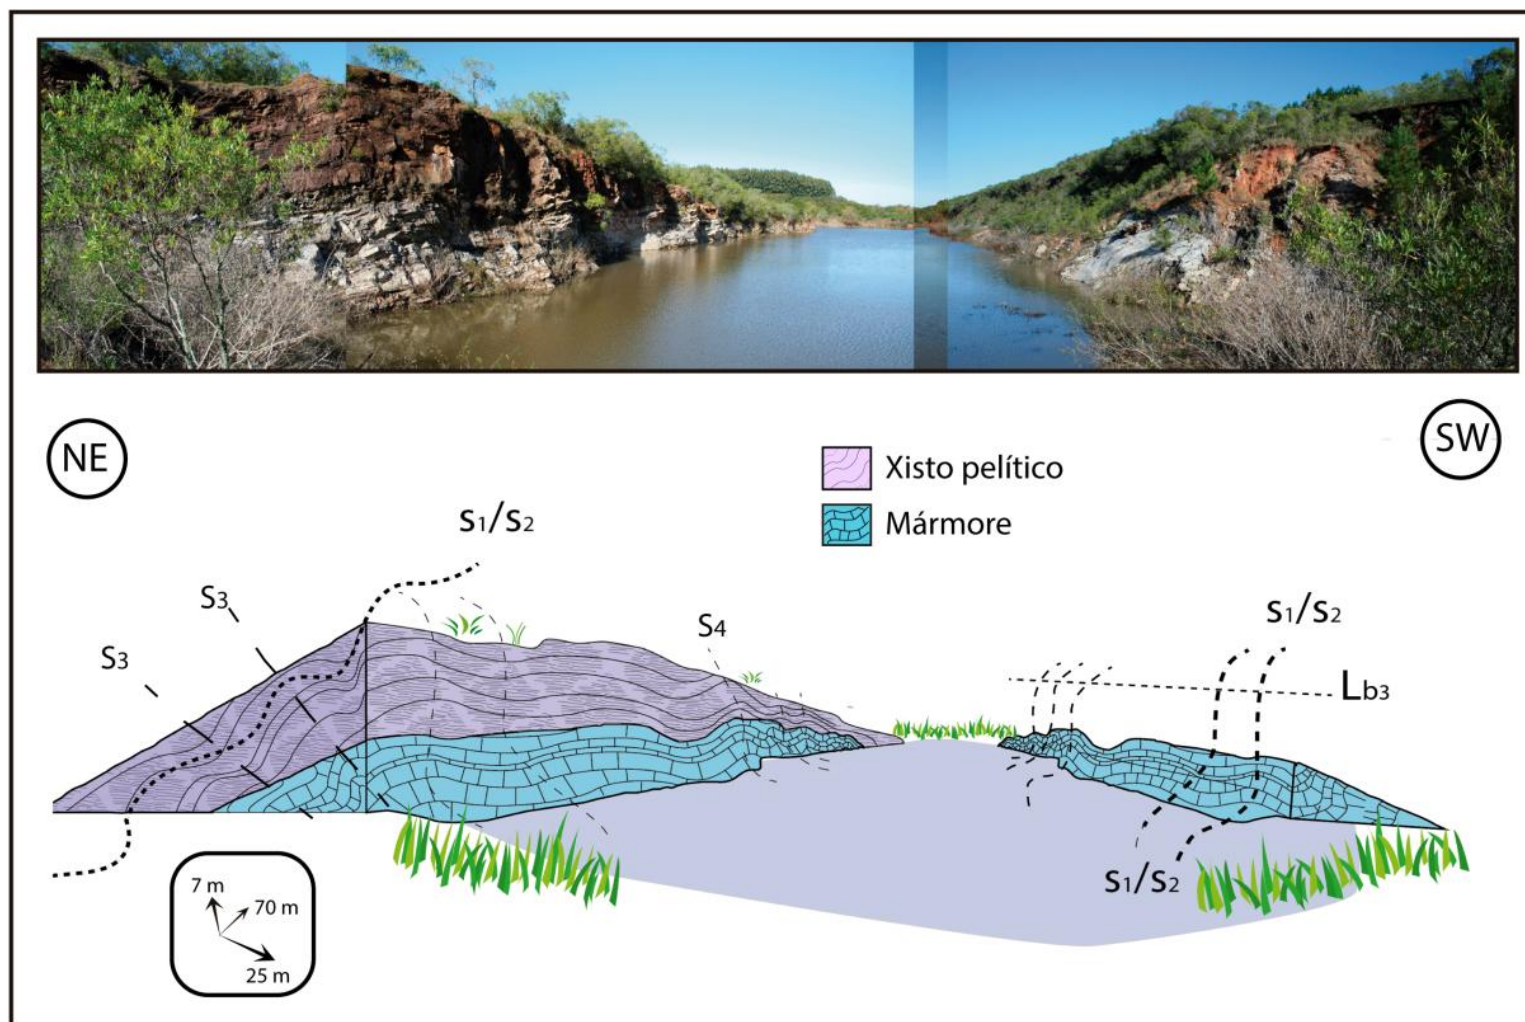 NE
SW
Xisto pelítico
Mármore
S1/S2
S3
S3
S4
S1/S2
Lb3
S1/S2
7 m
70 m
25 m